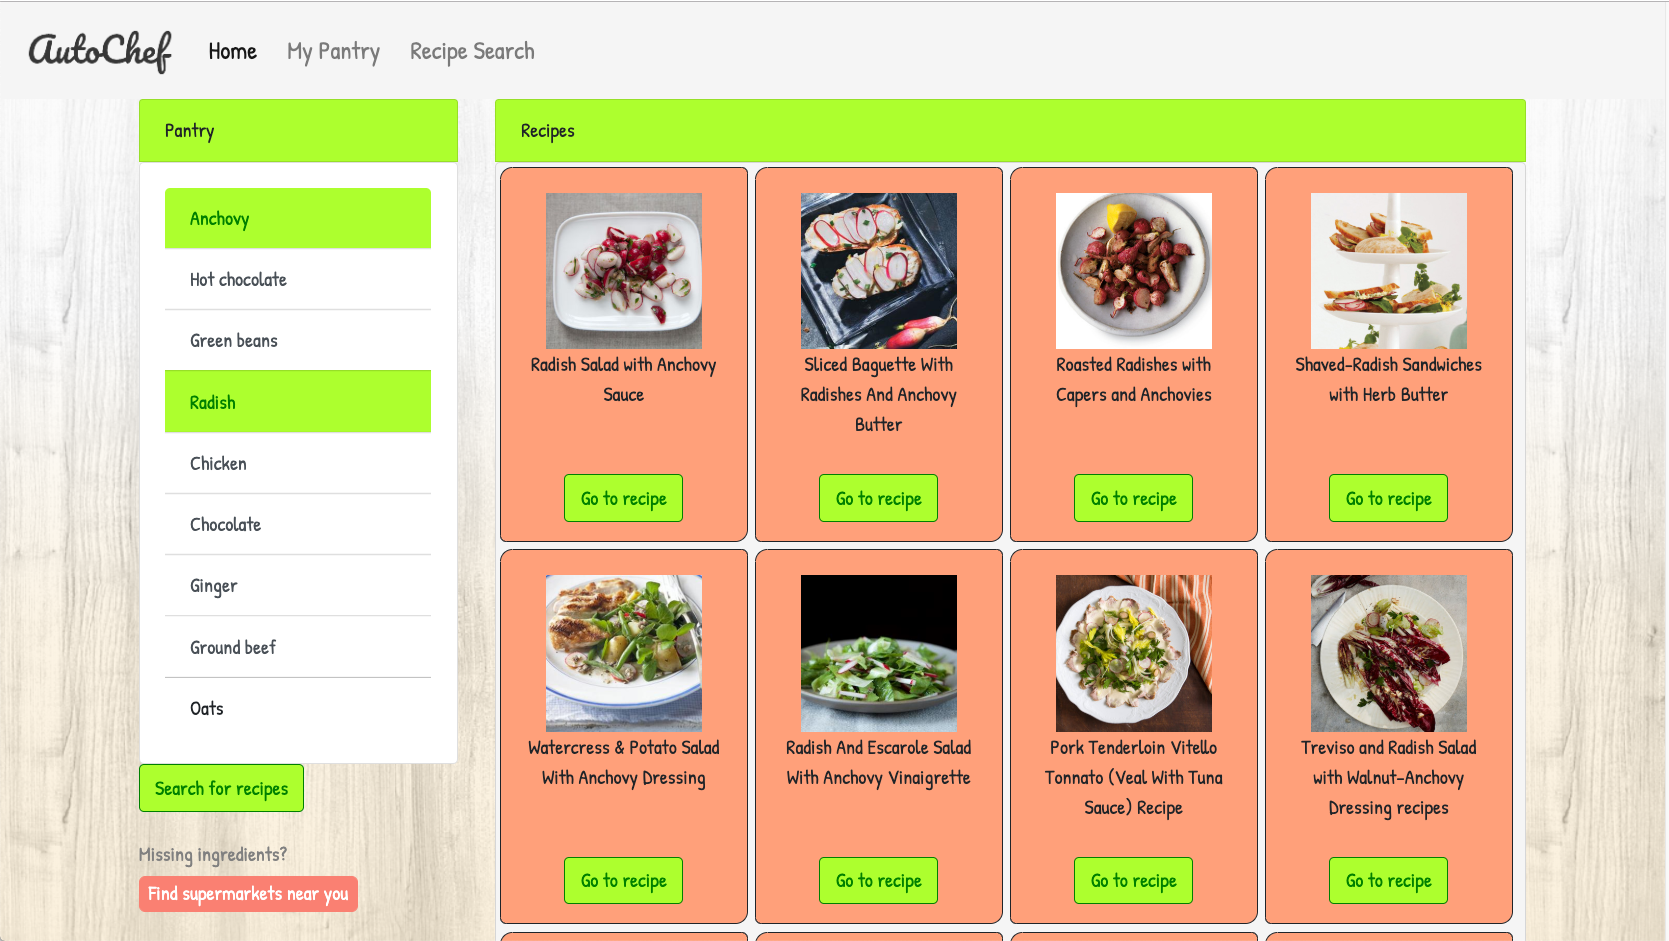 AutoChef Home My Pantry Recipe Search
Pantry
Anchovy
Hot chocolate
Green beans
Radish
Chicken
Chocolate
Ginger
Ground beef
Oats
Search for recipes
Missing ingredients?
Find supermarkets near you
Recipes
Radish Salad with Anchovy
Sauce
Go to recipe
Sliced Baguette With
Radishes And Anchovy
Butter
Go to recipe
Roasted Radishes with
Capers and Anchovies
Go to recipe
Shaved-Radish Sandwiches
with Herb Butter
Go to recipe
Watercress & Potato Salad
With Anchovy Dressing
Go to recipe
Radish And Escarole Salad
With Anchovy Vinaigrette
Go to recipe
Pork Tenderloin Vitello
Tonnato (Veal With Tuna
Sauce) Recipe
Go to recipe
Treviso and Radish Salad
with Walnut-Anchovy
Dressing recipes
Go to recipe